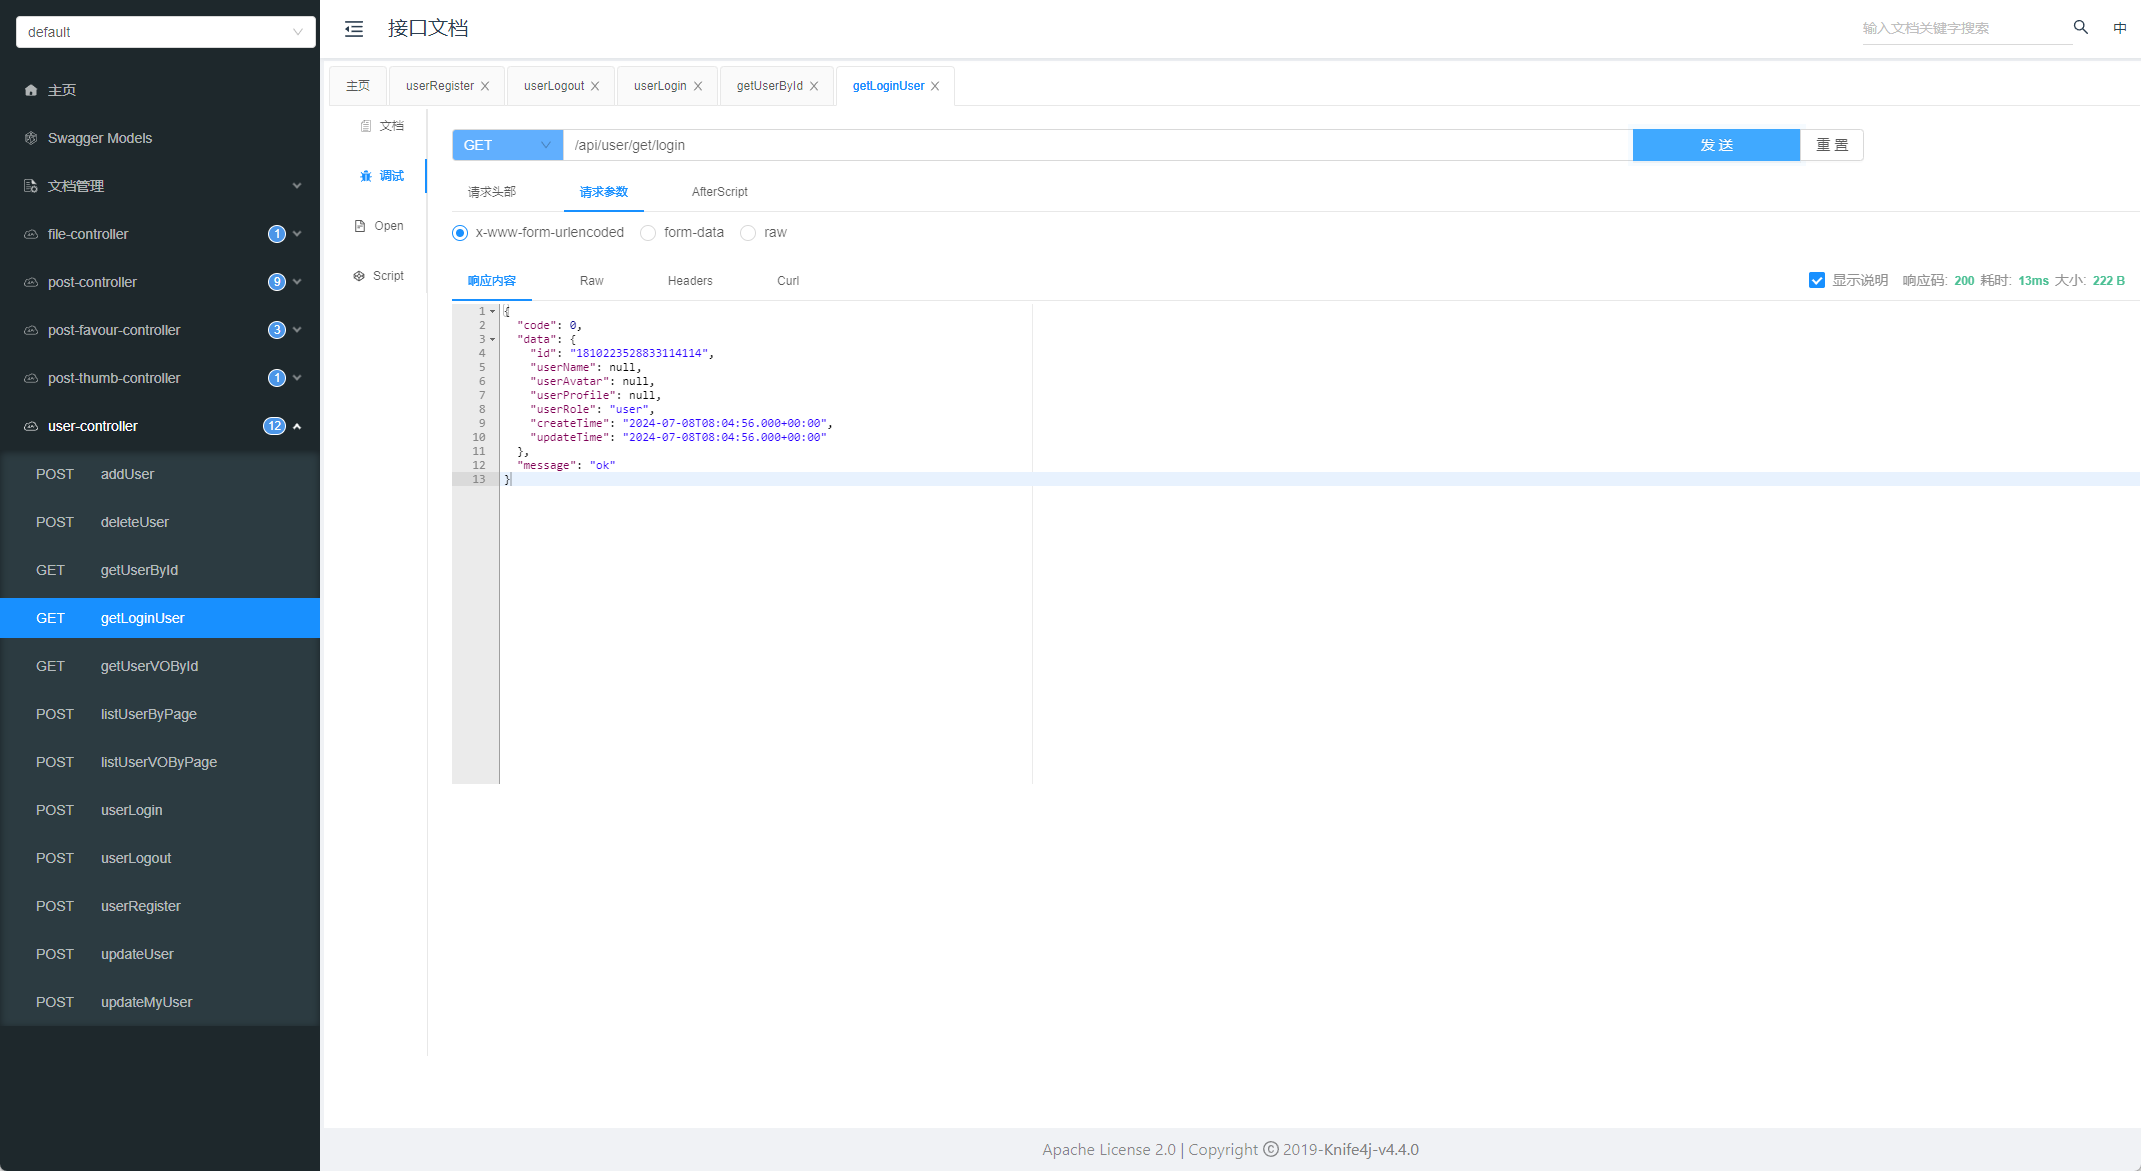 default
主页
Swagger Models
文档管理
file-controller 1
post-controller 9
post-favour-controller 3
post-thumb-controller 1
user-controller 12
POST addUser
POST deleteUser
GET getUserById
GET getLoginUser
GET getUserVOById
POST listUserByPage
POST listUserVOByPage
POST userLogin
POST userLogout
POST userRegister
POST updateUser
POST updateMyUser
接口文档
输入文档关键字搜索
中
主页 userRegister userLogout userLogin getUserById getLoginUser
文档
调试
Open
Script
GET /api/user/get/login 发 送 重 置
请求头部 请求参数 AfterScript
x-www-form-urlencoded form-data raw
响应内容 Raw Headers Curl 显示说明 响应码: 200 耗时: 13ms 大小: 222 B
1 {
2 "code": 0,
3 "data": {
4 "id": "1810223528833114114",
5 "userName": null,
6 "userAvatar": null,
7 "userProfile": null,
8 "userRole": "user",
9 "createTime": "2024-07-08T08:04:56.000+00:00",
10 "updateTime": "2024-07-08T08:04:56.000+00:00"
11 },
12 "message": "ok"
13 }
Apache License 2.0 | Copyright © 2019-Knife4j-v4.4.0